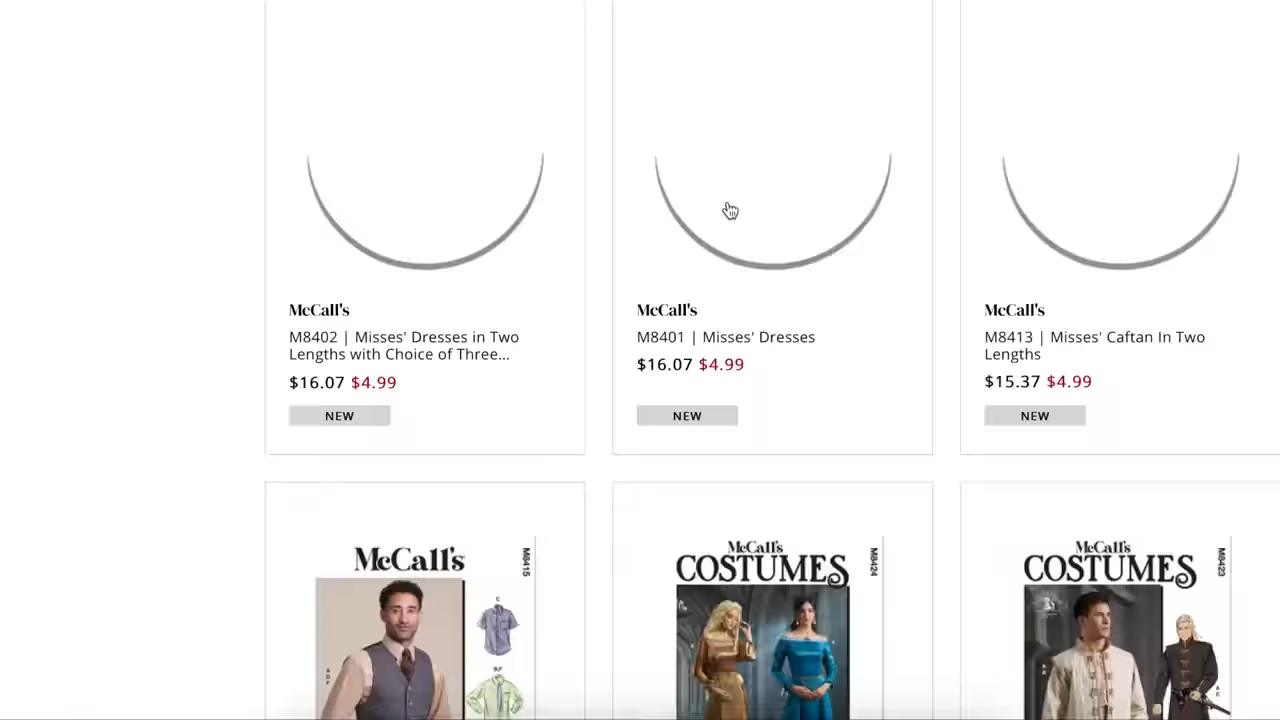 McCall's
M8402 | Misses' Dresses in Two
Lengths with Choice of Three...
$16.07 $4.99
NEW
McCall's
M8401 | Misses' Dresses
$16.07 $4.99
NEW
McCall's
M8413 | Misses' Caftan In Two
Lengths
$15.37 $4.99
NEW
McCall's
M8415
C
McCall's
COSTUMES
M8424
McCall's
COSTUMES
M8423